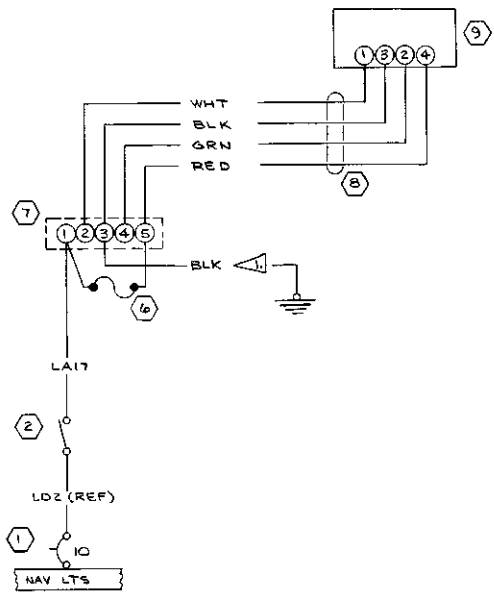 9
1 3 2 4
WHT
BLK
GRN
RED
8
7
1 2 3 4 5
BLK 1
6
LA17
2
LD2 (REF)
1
10
NAV LTS